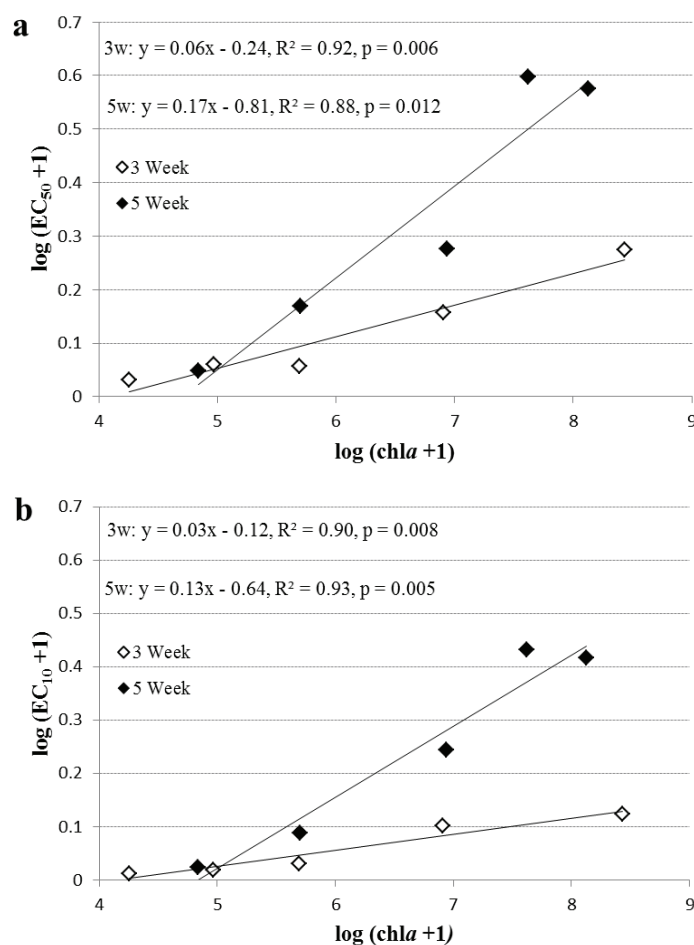 a
0.7
0.6
0.5
0.4
0.3
0.2
0.1
0
3w: y = 0.06x - 0.24, R² = 0.92, p = 0.006
5w: y = 0.17x - 0.81, R² = 0.88, p = 0.012
3 Week
5 Week
log (EC₅₀ +1)
4 5 6 7 8 9
log (chla +1)
b
0.7
0.6
0.5
0.4
0.3
0.2
0.1
0
3w: y = 0.03x - 0.12, R² = 0.90, p = 0.008
5w: y = 0.13x - 0.64, R² = 0.93, p = 0.005
3 Week
5 Week
log (EC₁₀ +1)
4 5 6 7 8 9
log (chla +1)